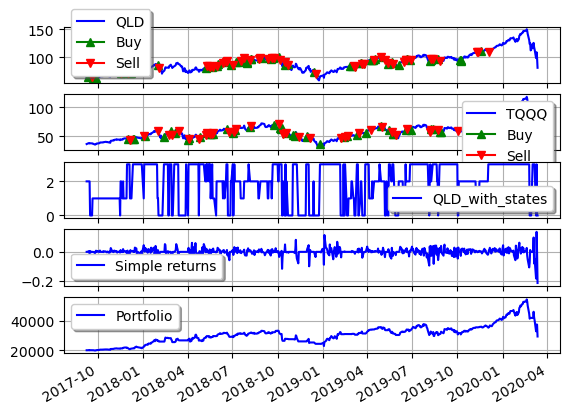 150
100
QLD
Buy
Sell
100
50
TQQQ
Buy
Sell
2
0
QLD_with_states
0.0
−0.2
Simple returns
40000
20000
Portfolio
2017-10 2018-01 2018-04 2018-07 2018-10 2019-01 2019-04 2019-07 2019-10 2020-01 2020-04